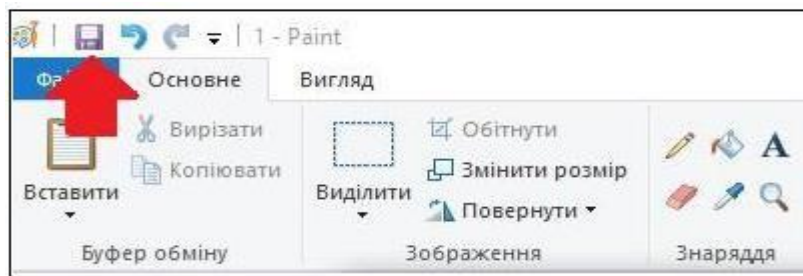 1 - Paint
Основне Вигляд
Вирізати
Копіювати
Вставити
Буфер обміну
Обітнути
Змінити розмір
Повернути
Виділити
Зображення
A
Знаряддя